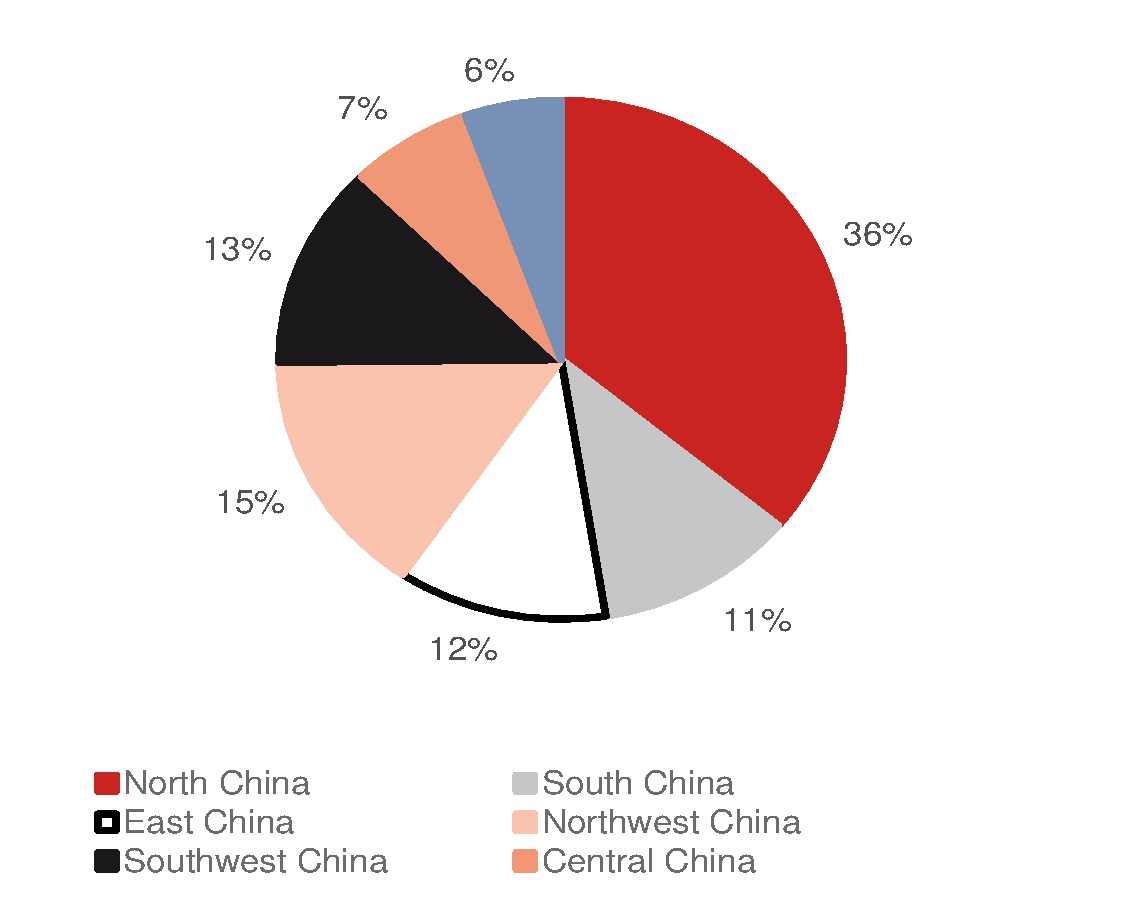 6%
7%
36%
13%
15%
11%
12%
North China
South China
East China
Northwest China
Southwest China
Central China